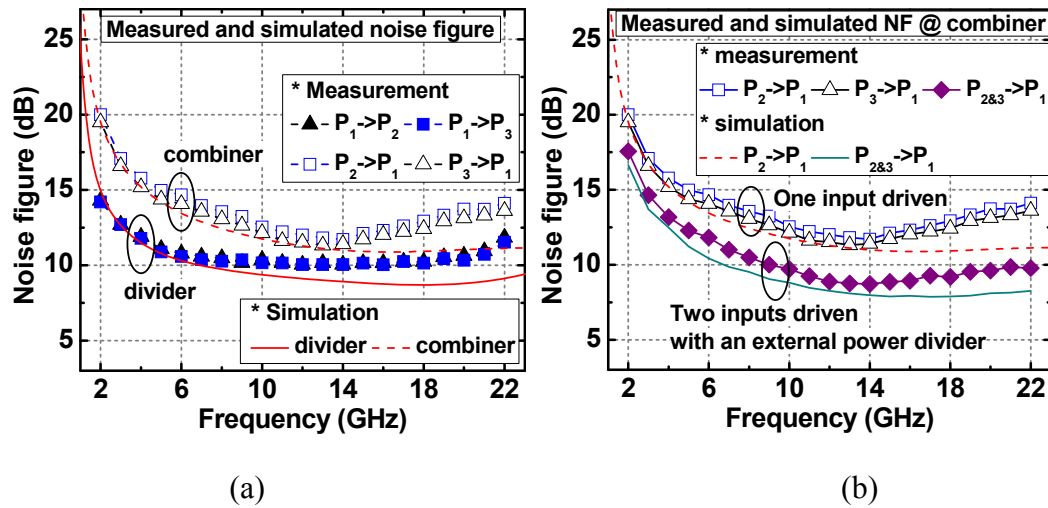 Measured and simulated noise figure
* Measurement
P1->P2 P1->P3
P2->P1 P3->P1
combiner
divider
* Simulation
divider combiner
25
20
15
10
5
2 6 10 14 18 22
Noise figure (dB)
Frequency (GHz)
(a)
Measured and simulated NF @ combiner
* measurement
P2->P1 P3->P1 P2&3->P1
* simulation
P2->P1 P2&3->P1
One input driven
Two inputs driven
with an external power divider
25
20
15
10
5
2 6 10 14 18 22
Noise figure (dB)
Frequency (GHz)
(b)